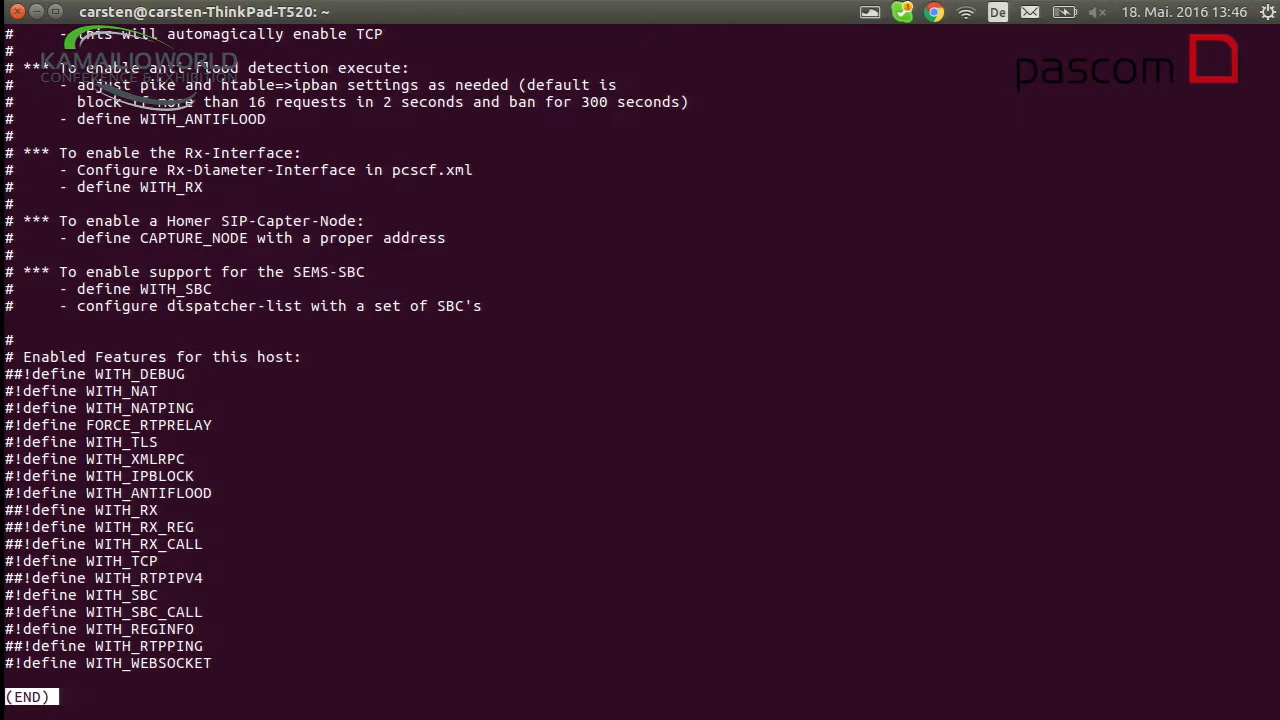 carsten@carsten-ThinkPad-T520: ~
De
18. Mai. 2016 13:46
#     - this will automagically enable TCP
#
# *** To enable anti-flood detection execute:
#     - adjust pike and htable=>ipban settings as needed (default is
#       block if more than 16 requests in 2 seconds and ban for 300 seconds)
#     - define WITH_ANTIFLOOD
#
# *** To enable the Rx-Interface:
#     - Configure Rx-Diameter-Interface in pcscf.xml
#     - define WITH_RX
#
# *** To enable a Homer SIP-Capter-Node:
#     - define CAPTURE_NODE with a proper address
#
# *** To enable support for the SEMS-SBC
#     - define WITH_SBC
#     - configure dispatcher-list with a set of SBC's
#
# Enabled Features for this host:
##!define WITH_DEBUG
#!define WITH_NAT
#!define WITH_NATPING
#!define FORCE_RTPRELAY
#!define WITH_TLS
#!define WITH_XMLRPC
#!define WITH_IPBLOCK
#!define WITH_ANTIFLOOD
##!define WITH_RX
##!define WITH_RX_REG
##!define WITH_RX_CALL
#!define WITH_TCP
##!define WITH_RTPIPV4
#!define WITH_SBC
#!define WITH_SBC_CALL
#!define WITH_REGINFO
##!define WITH_RTPPING
#!define WITH_WEBSOCKET
(END)
KAMAILIO WORLD
CONFERENCE & EXHIBITION
pascom